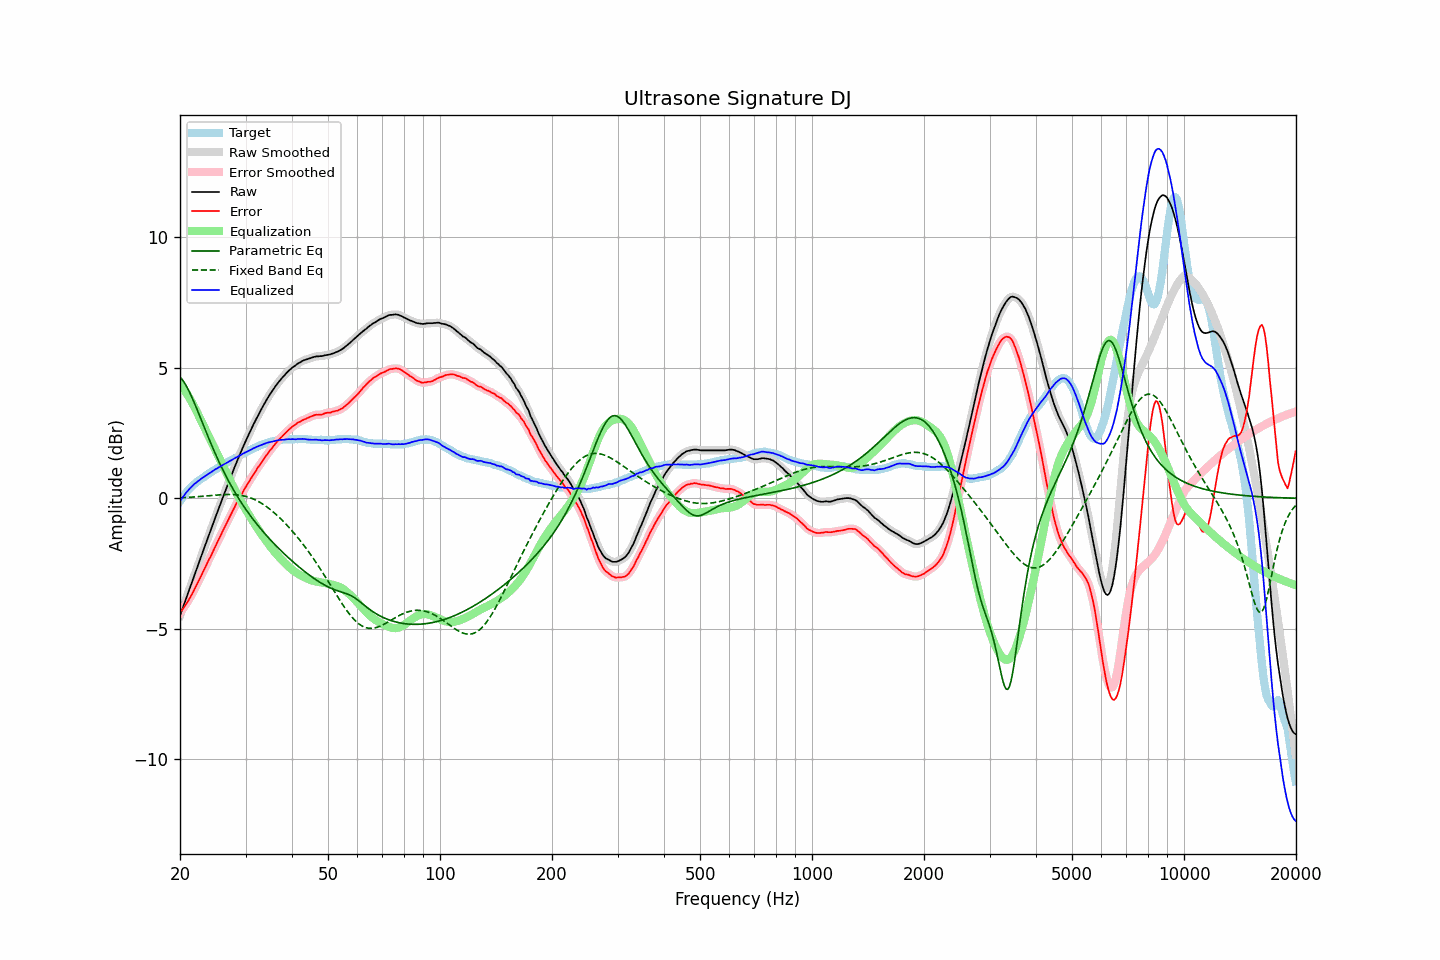 Ultrasone Signature DJ
Target
Raw Smoothed
Error Smoothed
Raw
Error
Equalization
Parametric Eq
Fixed Band Eq
Equalized
10
5
0
−5
−10
Amplitude (dBr)
20 50 100 200 500 1000 2000 5000 10000 20000
Frequency (Hz)